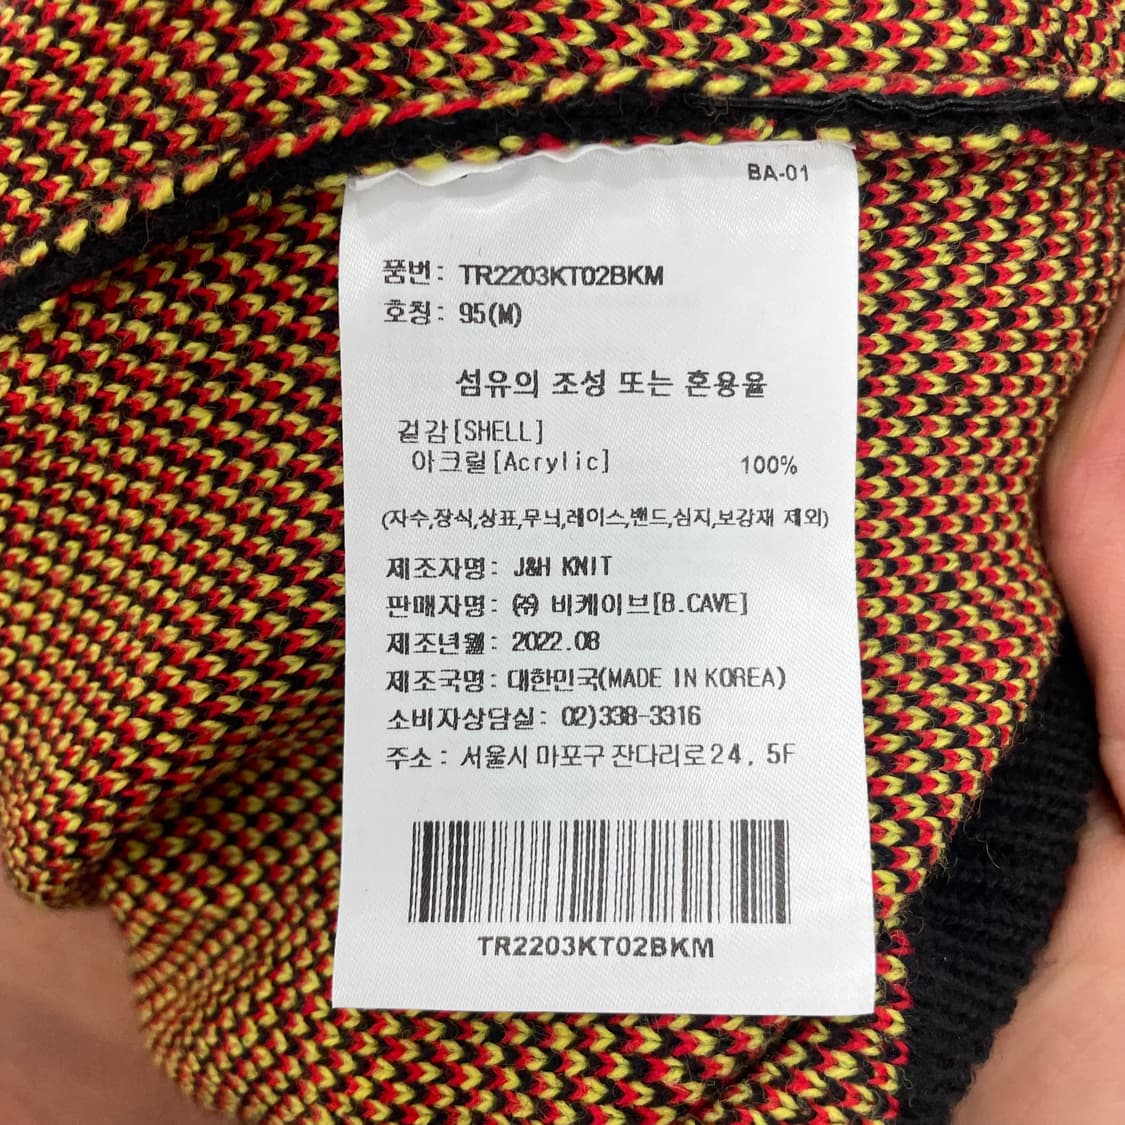 BA-01
품번: TR2203KT02BKM
호칭: 95(M)
섬유의 조성 또는 혼용율
겉감[SHELL]
아크릴[Acrylic] 100%
(자수,장식,상표,무늬,레이스,밴드,심지,보강재 제외)
제조자명: J&H KNIT
판매자명: ㈜ 비케이브[B.CAVE]
제조년월: 2022.08
제조국명: 대한민국(MADE IN KOREA)
소비자상담실: 02)338-3316
주소: 서울시 마포구 잔다리로24, 5F
TR2203KT02BKM